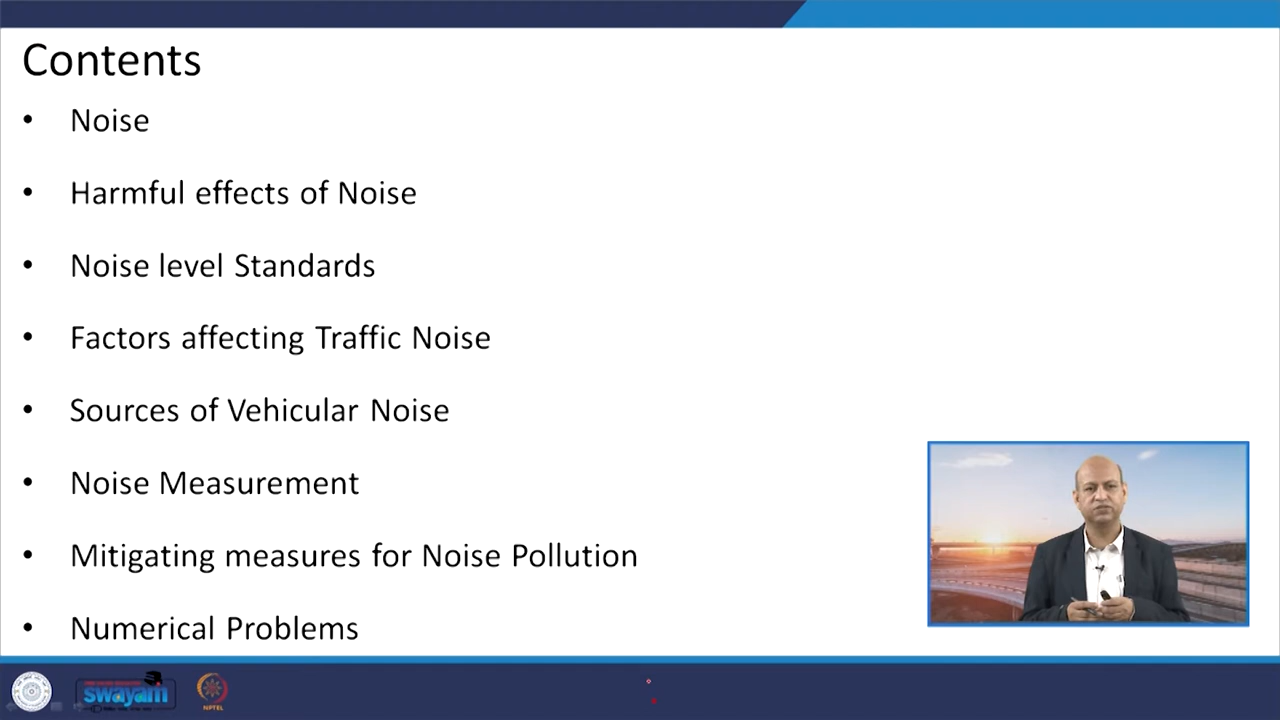 Contents
• Noise
• Harmful effects of Noise
• Noise level Standards
• Factors affecting Traffic Noise
• Sources of Vehicular Noise
• Noise Measurement
• Mitigating measures for Noise Pollution
• Numerical Problems
swayam
NPTEL